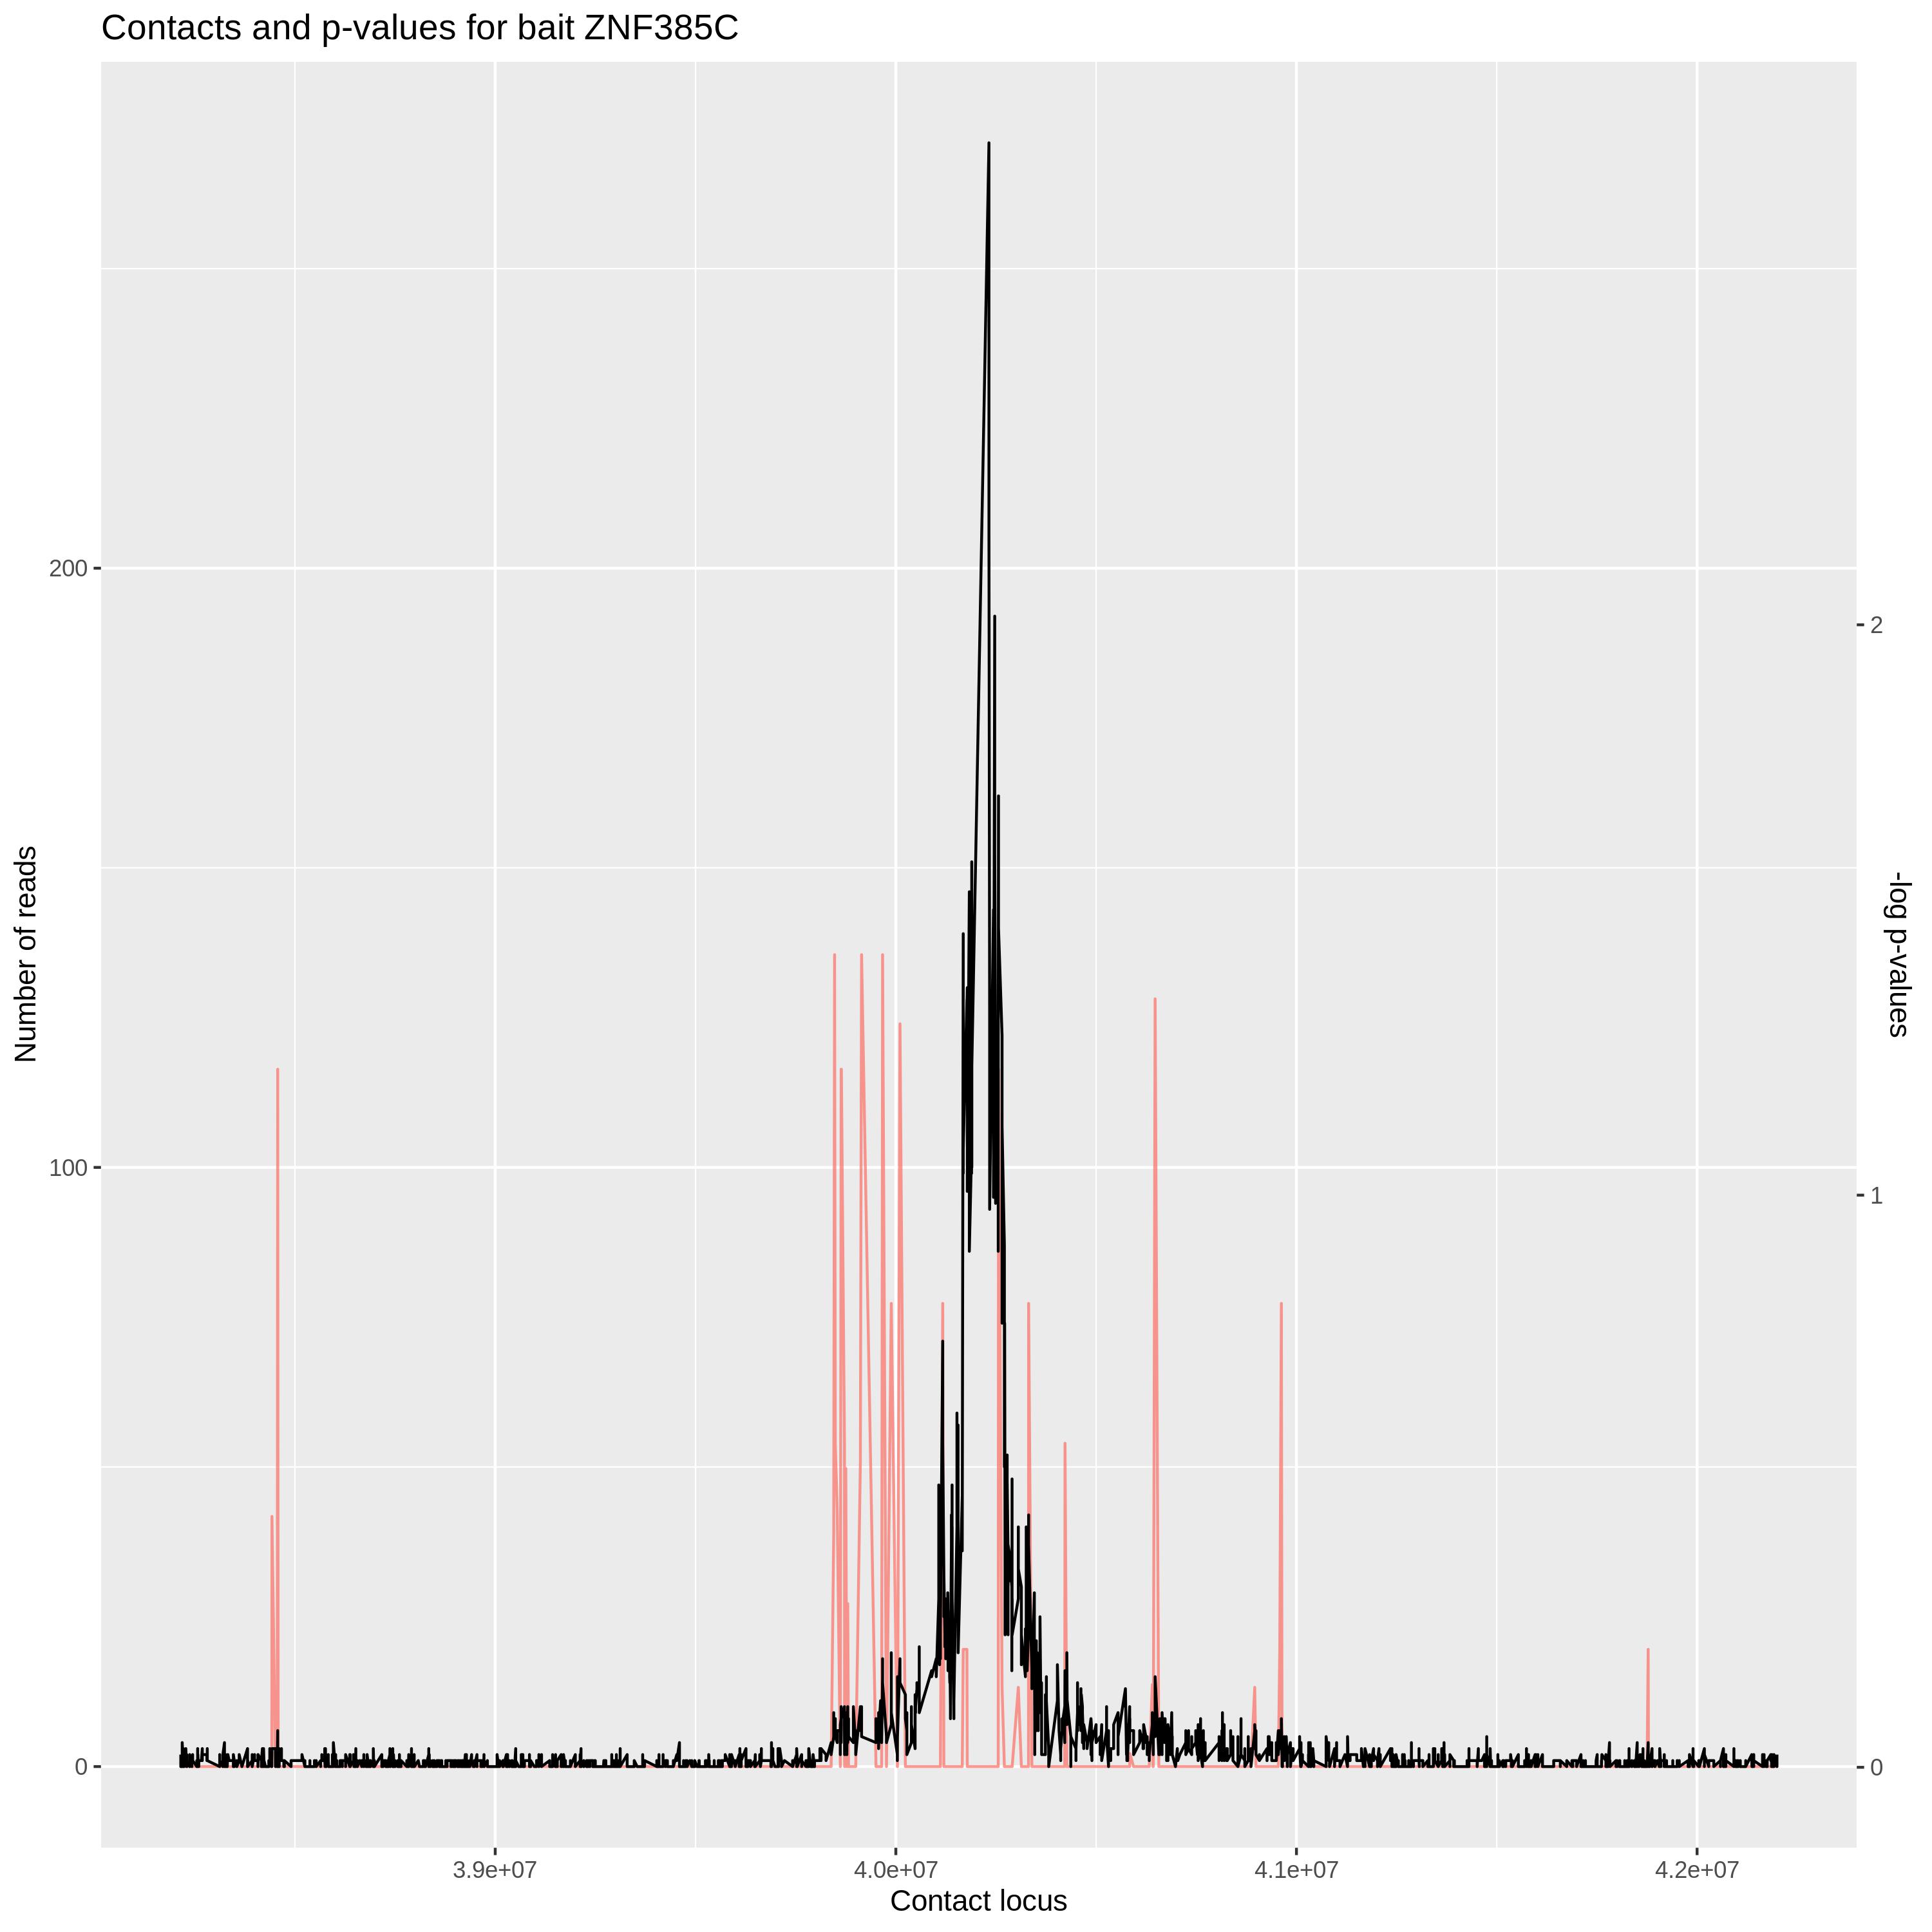 Contacts and p-values for bait ZNF385C
Number of reads
200
100
0
2
1
0
-log p-values
3.9e+07
4.0e+07
4.1e+07
4.2e+07
Contact locus